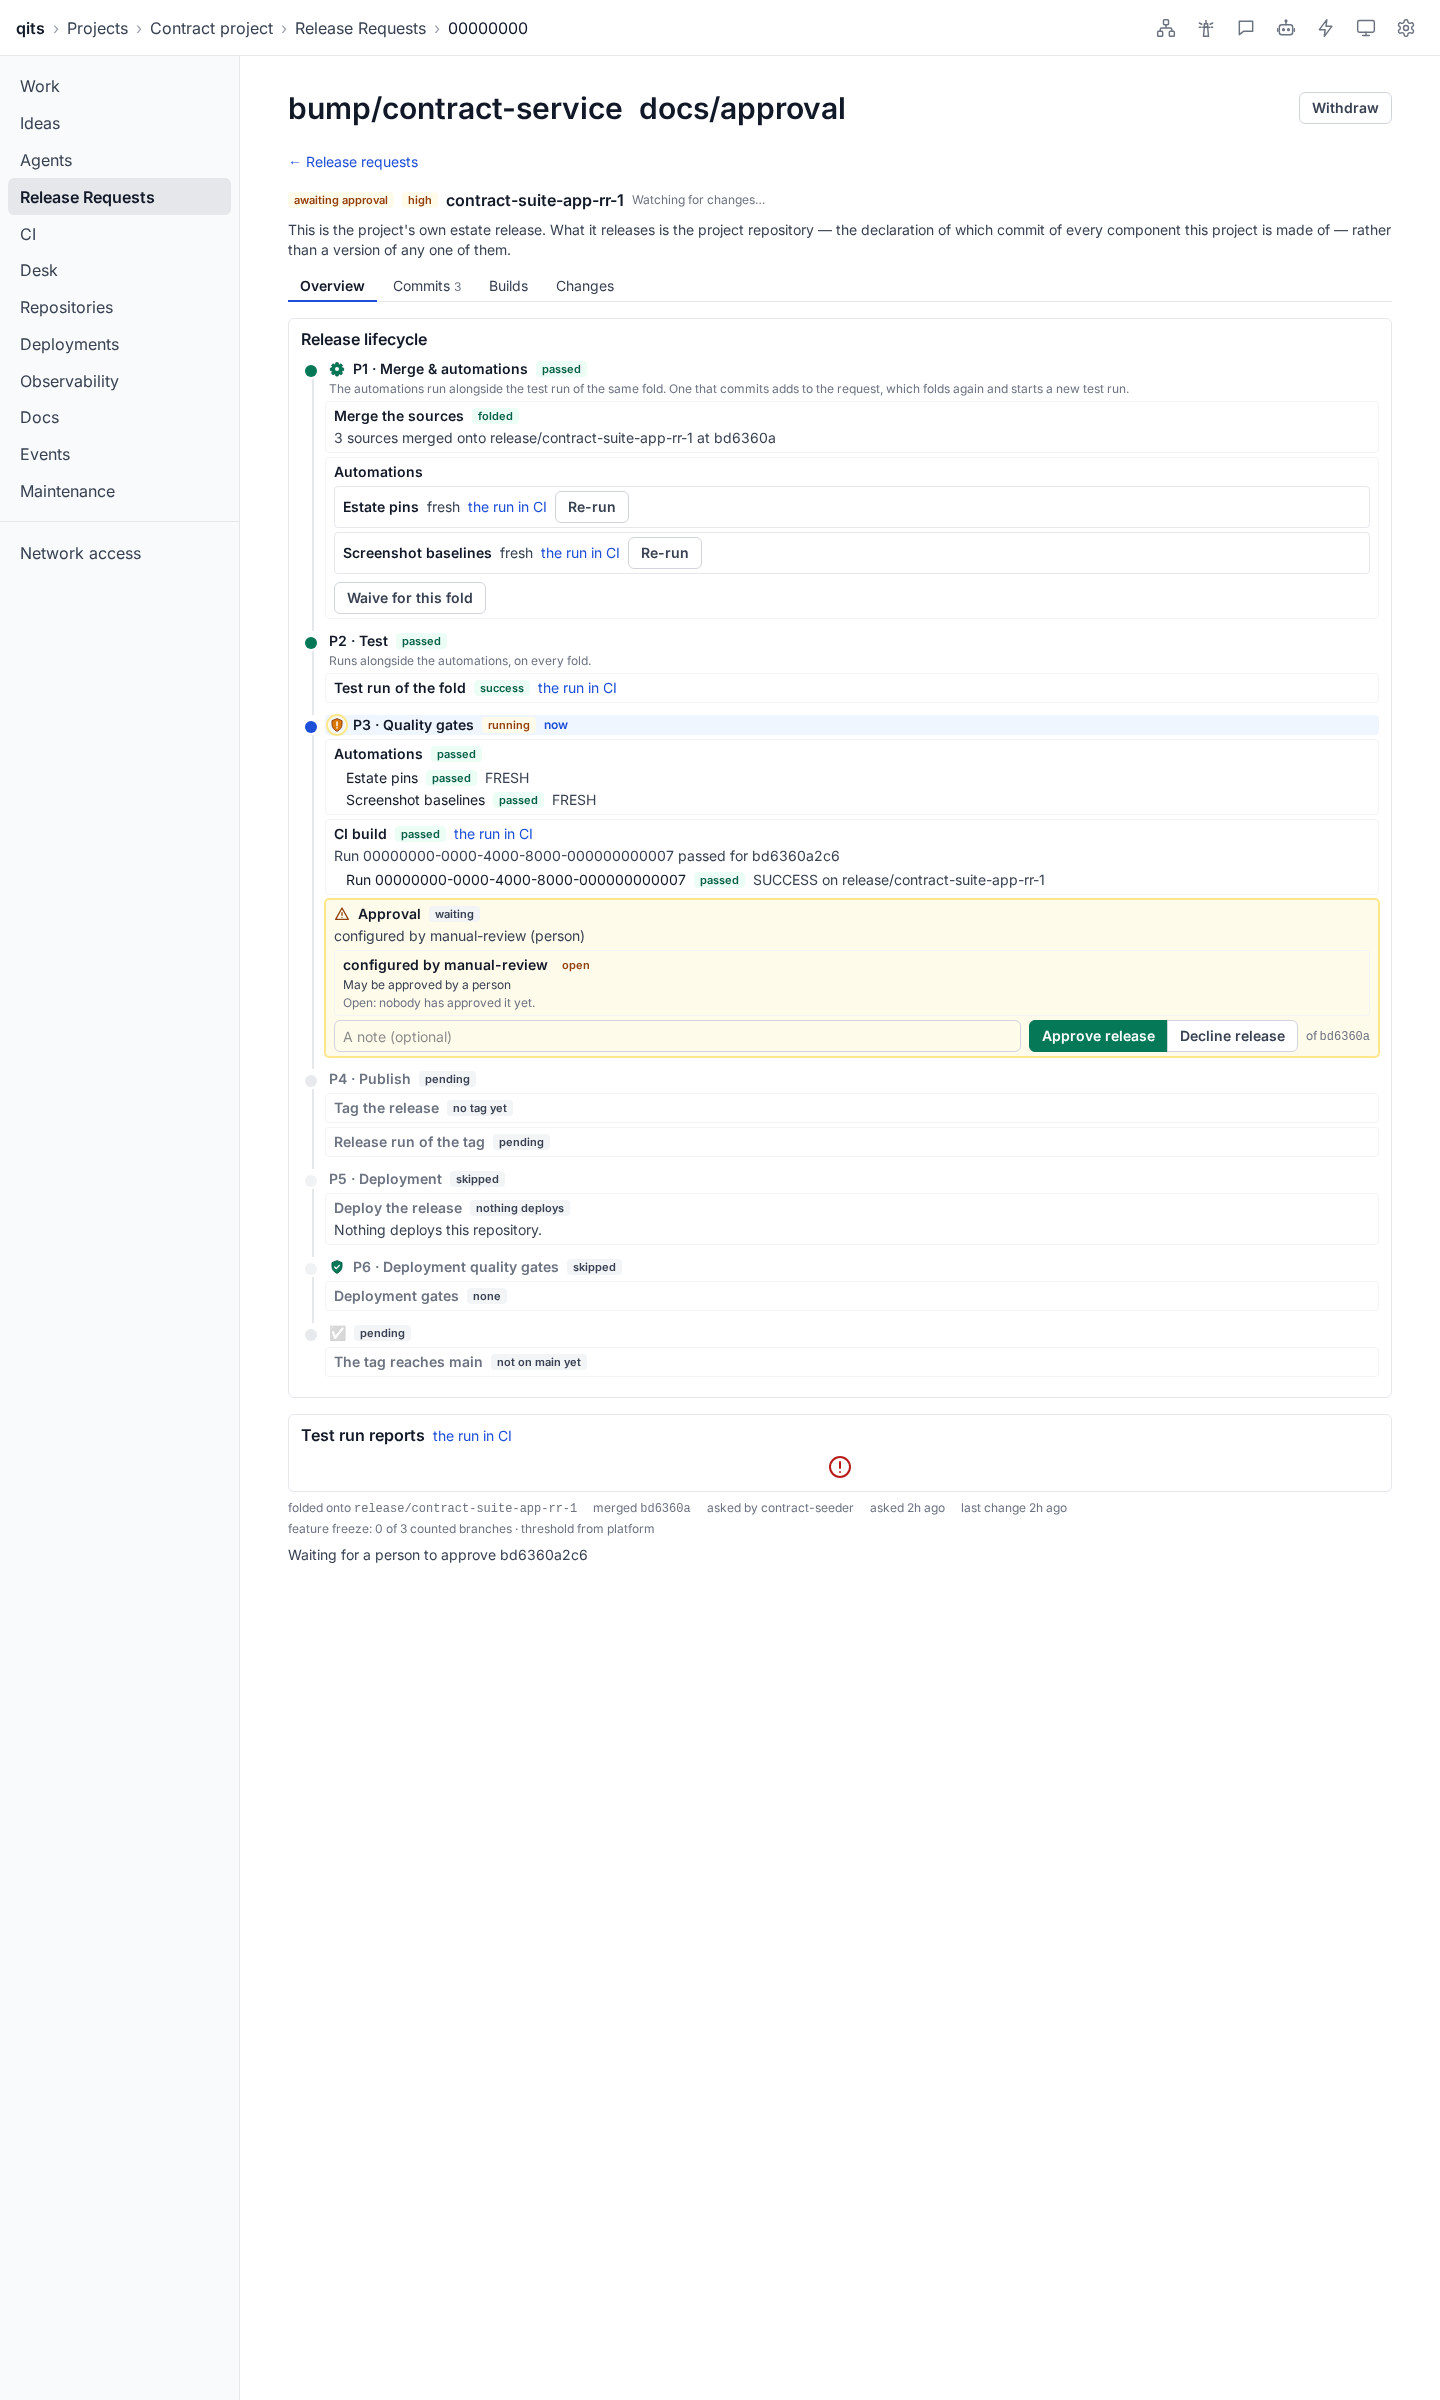 qits › Projects › Contract project › Release Requests › 00000000
Work
Ideas
Agents
Release Requests
CI
Desk
Repositories
Deployments
Observability
Docs
Events
Maintenance
Network access
bump/contract-service docs/approval
Withdraw
← Release requests
awaiting approval high contract-suite-app-rr-1 Watching for changes...
This is the project's own estate release. What it releases is the project repository — the declaration of which commit of every component this project is made of — rather
than a version of any one of them.
Overview Commits 3 Builds Changes
Release lifecycle
P1 · Merge & automations passed
The automations run alongside the test run of the same fold. One that commits adds to the request, which folds again and starts a new test run.
Merge the sources folded
3 sources merged onto release/contract-suite-app-rr-1 at bd6360a
Automations
Estate pins fresh the run in CI Re-run
Screenshot baselines fresh the run in CI Re-run
Waive for this fold
P2 · Test passed
Runs alongside the automations, on every fold.
Test run of the fold success the run in CI
P3 · Quality gates running now
Automations passed
Estate pins passed FRESH
Screenshot baselines passed FRESH
CI build passed the run in CI
Run 00000000-0000-4000-8000-000000000007 passed for bd6360a2c6
Run 00000000-0000-4000-8000-000000000007 passed SUCCESS on release/contract-suite-app-rr-1
Approval waiting
configured by manual-review (person)
configured by manual-review open
May be approved by a person
Open: nobody has approved it yet.
A note (optional) Approve release Decline release of bd6360a
P4 · Publish pending
Tag the release no tag yet
Release run of the tag pending
P5 · Deployment skipped
Deploy the release nothing deploys
Nothing deploys this repository.
P6 · Deployment quality gates skipped
Deployment gates none
pending
The tag reaches main not on main yet
Test run reports the run in CI
folded onto release/contract-suite-app-rr-1 merged bd6360a asked by contract-seeder asked 2h ago last change 2h ago
feature freeze: 0 of 3 counted branches · threshold from platform
Waiting for a person to approve bd6360a2c6